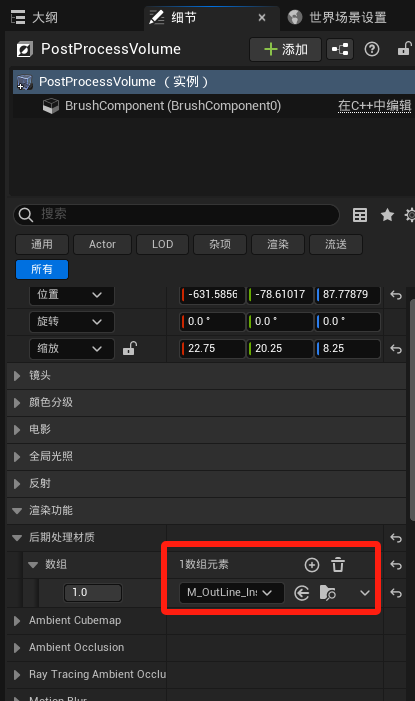 大纲 细节 × 世界场景设置
PostProcessVolume 添加
PostProcessVolume （实例）
BrushComponent (BrushComponent0) 在C++中编辑
搜索
通用 Actor LOD 杂项 渲染 流送
所有
位置 -631.5856 -78.61017 87.77879
旋转 0.0 ° 0.0 ° 0.0 °
缩放 22.75 20.25 8.25
镜头
颜色分级
电影
全局光照
反射
渲染功能
后期处理材质
数组 1数组元素
1.0 M_OutLine_Ins
Ambient Cubemap
Ambient Occlusion
Ray Tracing Ambient Occlu
Motion Blur